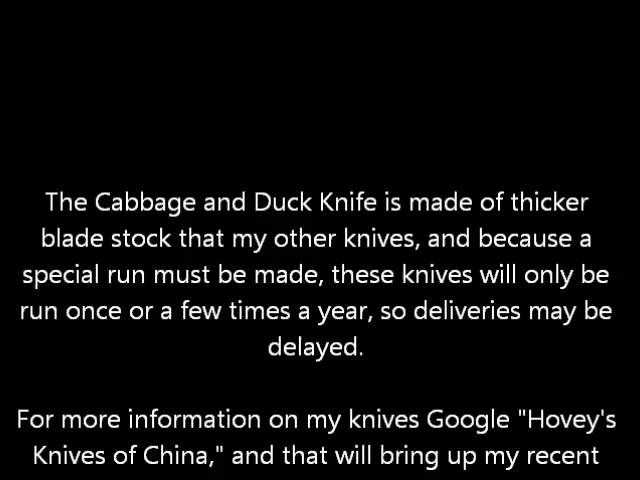 The Cabbage and Duck Knife is made of thicker
blade stock that my other knives, and because a
special run must be made, these knives will only be
run once or a few times a year, so deliveries may be
delayed.
For more information on my knives Google "Hovey's
Knives of China," and that will bring up my recent